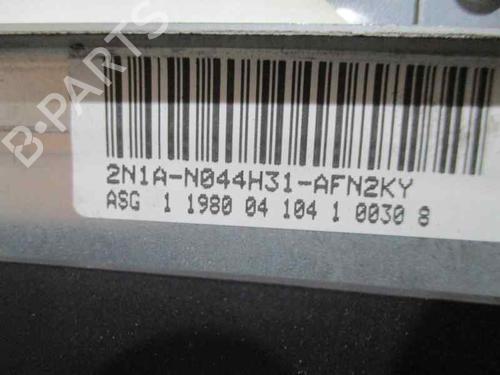 B-PARTS
2N1A-N044H31-AFN2KY
ASG 1 1980 04 104 1 0030 8